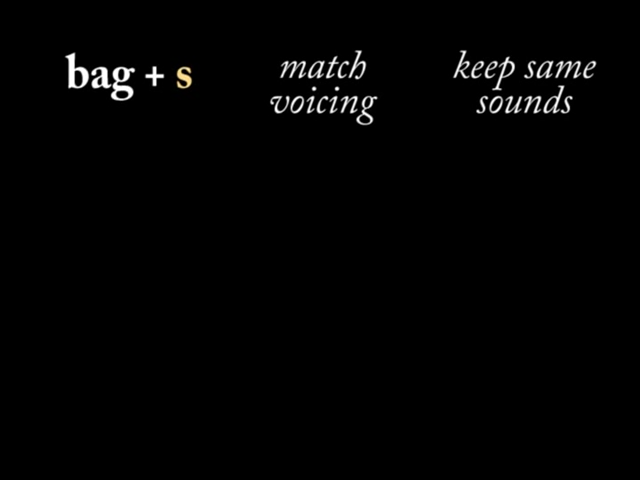 bag + s
match
voicing
keep same
sounds